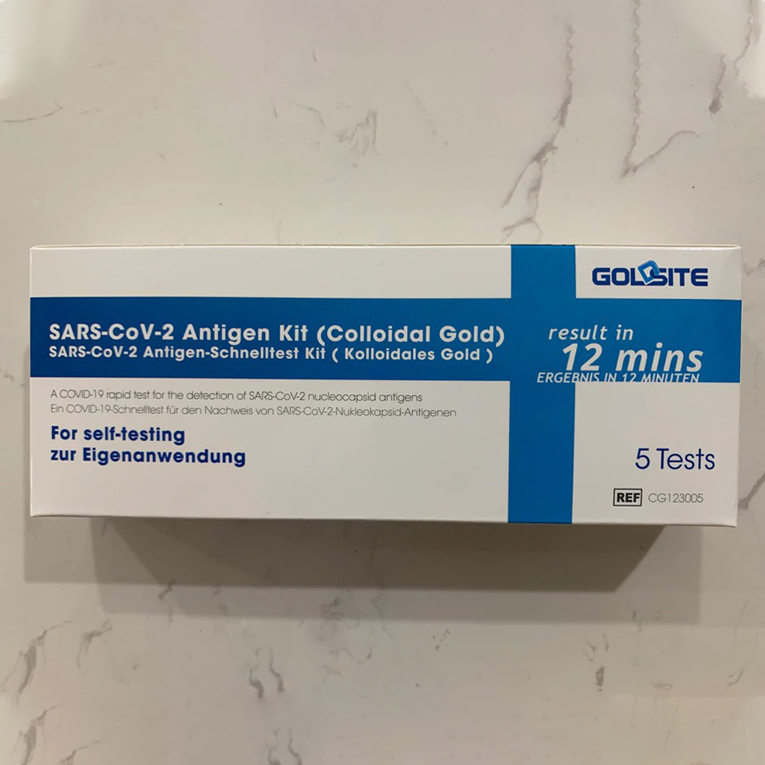 GOLDSITE
SARS-CoV-2 Antigen Kit (Colloidal Gold)
SARS-CoV-2 Antigen-Schnelltest Kit ( Kolloidales Gold )
result in
12 mins
ERGEBNIS IN 12 MINUTEN
A COVID-19 rapid test for the detection of SARS-CoV-2 nucleocapsid antigens
Ein COVID-19-Schnelltest für den Nachweis von SARS-CoV-2-Nukleokapsid-Antigenen
For self-testing
zur Eigenanwendung
5 Tests
REF CG123005